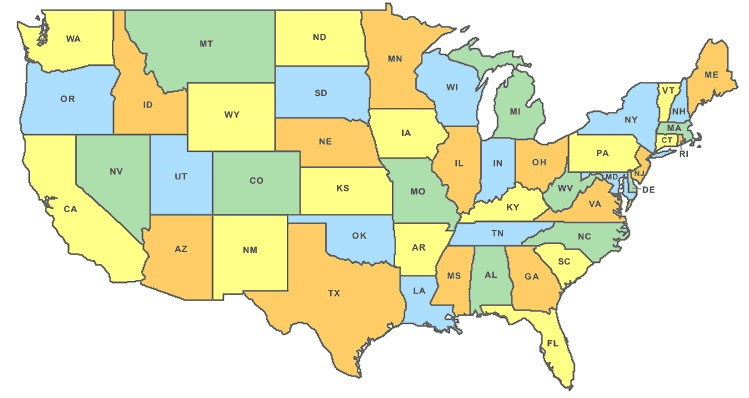 WA
MT
ND
MN
ME
OR
ID
WY
SD
WI
MI
VT
NH
NY
MA
CT
RI
NV
UT
CO
NE
IA
IL
IN
OH
PA
NJ
MD
DE
CA
KS
MO
KY
WV
VA
AZ
NM
OK
AR
TN
NC
SC
TX
LA
MS
AL
GA
FL